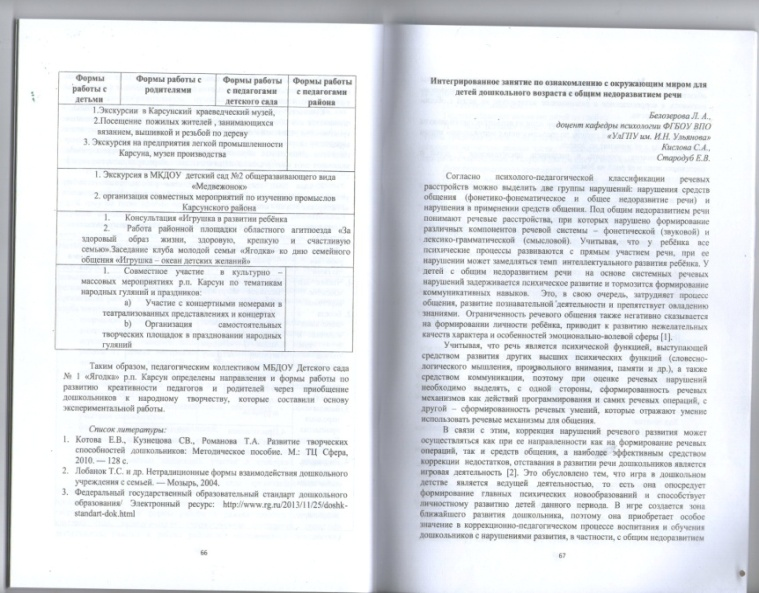 Формы работы с детьми
Формы работы с родителями
Формы работы с педагогами детского сада
Формы работы с педагогами района
1.Экскурсии в Карсунский краеведческий музей,
2.Посещение пожилых жителей , занимающихся
вязанием, вышивкой и резьбой по дереву
3. Экскурсия на предприятия легкой промышленности
Карсуна, музеи производства
1. Экскурсия в МКДОУ детский сад №2 общеразвивающего вида
«Медвежонок»
2. организация совместных мероприятий по изучению промыслов
Карсунского района
1. Консультация «Игрушка в развитии ребёнка
2. Работа районной площадки областного агитпоезда «За
здоровый образ жизни, здоровую, крепкую и счастливую
семью».Заседание клуба молодой семьи «Ягодка» ко дню семейного
общения «Игрушка – океан детских желаний»
1. Совместное участие в культурно –
массовых мероприятиях р.п. Карсун по тематикам
народных гуляний и праздников:
a) Участие с концертными номерами в
театрализованных представлениях и концертах
b) Организация самостоятельных
творческих площадок в праздновании народных
гуляний
Таким образом, педагогическим коллективом МБДОУ Детского сада
№ 1 «Ягодка» р.п. Карсун определены направления и формы работы по
развитию креативности педагогов и родителей через приобщение
дошкольников к народному творчеству, которые составили основу
экспериментальной работы.
Список литературы:
1. Котова Е.В., Кузнецова СВ., Романова Т.А. Развитие творческих
способностей дошкольников: Методическое пособие. М.: ТЦ Сфера,
2010. — 128 с.
2. Лобанок Т.С. и др. Нетрадиционные формы взаимодействия дошкольного
учреждения с семьей. — Мозырь, 2004.
3. Федеральный государственный образовательный стандарт дошкольного
образования/ Электронный ресурс: http://www.rg.ru/2013/11/25/doshk-
standart-dok.html
66
Интегрированное занятие по ознакомлению с окружающим миром для
детей дошкольного возраста с общим недоразвитием речи
Белозерова Л. А.,
доцент кафедры психологии ФГБОУ ВПО
«УлГПУ им. И.Н. Ульянова»
Кислова С.А.,
Стародуб Е.В.
Согласно психолого-педагогической классификации речевых
расстройств можно выделить две группы нарушений: нарушения средств
общения (фонетико-фонематическое и общее недоразвитие речи) и
нарушения в применении средств общения. Под общим недоразвитием речи
понимают речевые расстройства, при которых нарушено формирование
различных компонентов речевой системы – фонетической (звуковой) и
лексико-грамматической (смысловой). Учитывая, что у ребёнка все
психические процессы развиваются с прямым участием речи, при ее
нарушении может замедляться темп интеллектуального развития ребёнка. У
детей с общим недоразвитием речи на основе системных речевых
нарушений задерживается психическое развитие и тормозится формирование
коммуникативных навыков. Это, в свою очередь, затрудняет процесс
общения, развитие познавательной деятельности и препятствует овладению
знаниями. Ограниченность речевого общения также негативно сказывается
на формировании личности ребёнка, приводит к развитию нежелательных
качеств характера и особенностей эмоционально-волевой сферы [1].
Учитывая, что речь является психической функцией, выступающей
средством развития других высших психических функций (словесно-
логического мышления, произвольного внимания, памяти и др.), а также
средством коммуникации, поэтому при оценке речевых нарушений
необходимо выделять, с одной стороны, сформированность речевых
механизмов как действий программирования и самих речевых операций, с
другой – сформированность речевых умений, которые отражают умение
использовать речевые механизмы для общения.
В связи с этим, коррекция нарушений речевого развития может
осуществляться как при ее направленности как на формирование речевых
операций, так и средств общения, а наиболее эффективным средством
коррекции недостатков, отставания в развитии речи дошкольников является
игровая деятельность [2]. Это обусловлено тем, что игра в дошкольном
детстве является ведущей деятельностью, то есть она опосредует
формирование главных психических новообразований и способствует
личностному развитию детей данного периода. В игре создается зона
ближайшего развития дошкольника, поэтому она приобретает особое
значение в коррекционно-педагогическом процессе воспитания и обучения
дошкольников с нарушениями развития, в частности, с общим недоразвитием
67